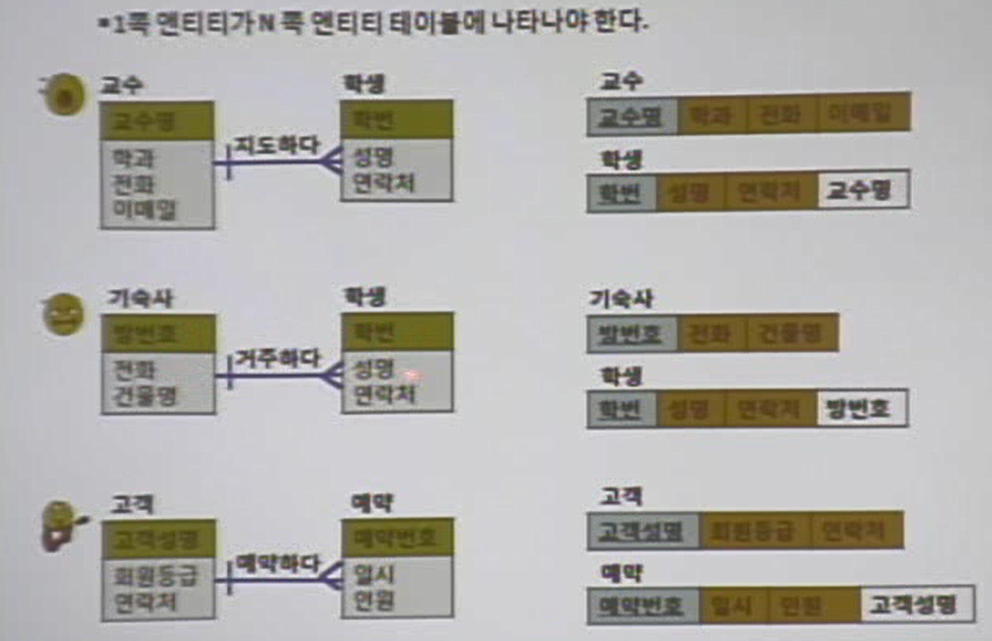 *1쪽 엔티티가 N 쪽 엔티티 테이블에 나타나야 한다.
교수
교수명
학과
전화
이메일
지도하다
학생
학번
성명
연락처
교수
교수명 학과 전화 이메일
학생
학번 성명 연락처 교수명
기숙사
방번호
전화
건물명
거주하다
학생
학번
성명
연락처
기숙사
방번호 전화 건물명
학생
학번 성명 연락처 방번호
고객
고객성명
회원등급
연락처
예약하다
예약
예약번호
일시
인원
고객
고객성명 회원등급 연락처
예약
예약번호 일시 인원 고객성명